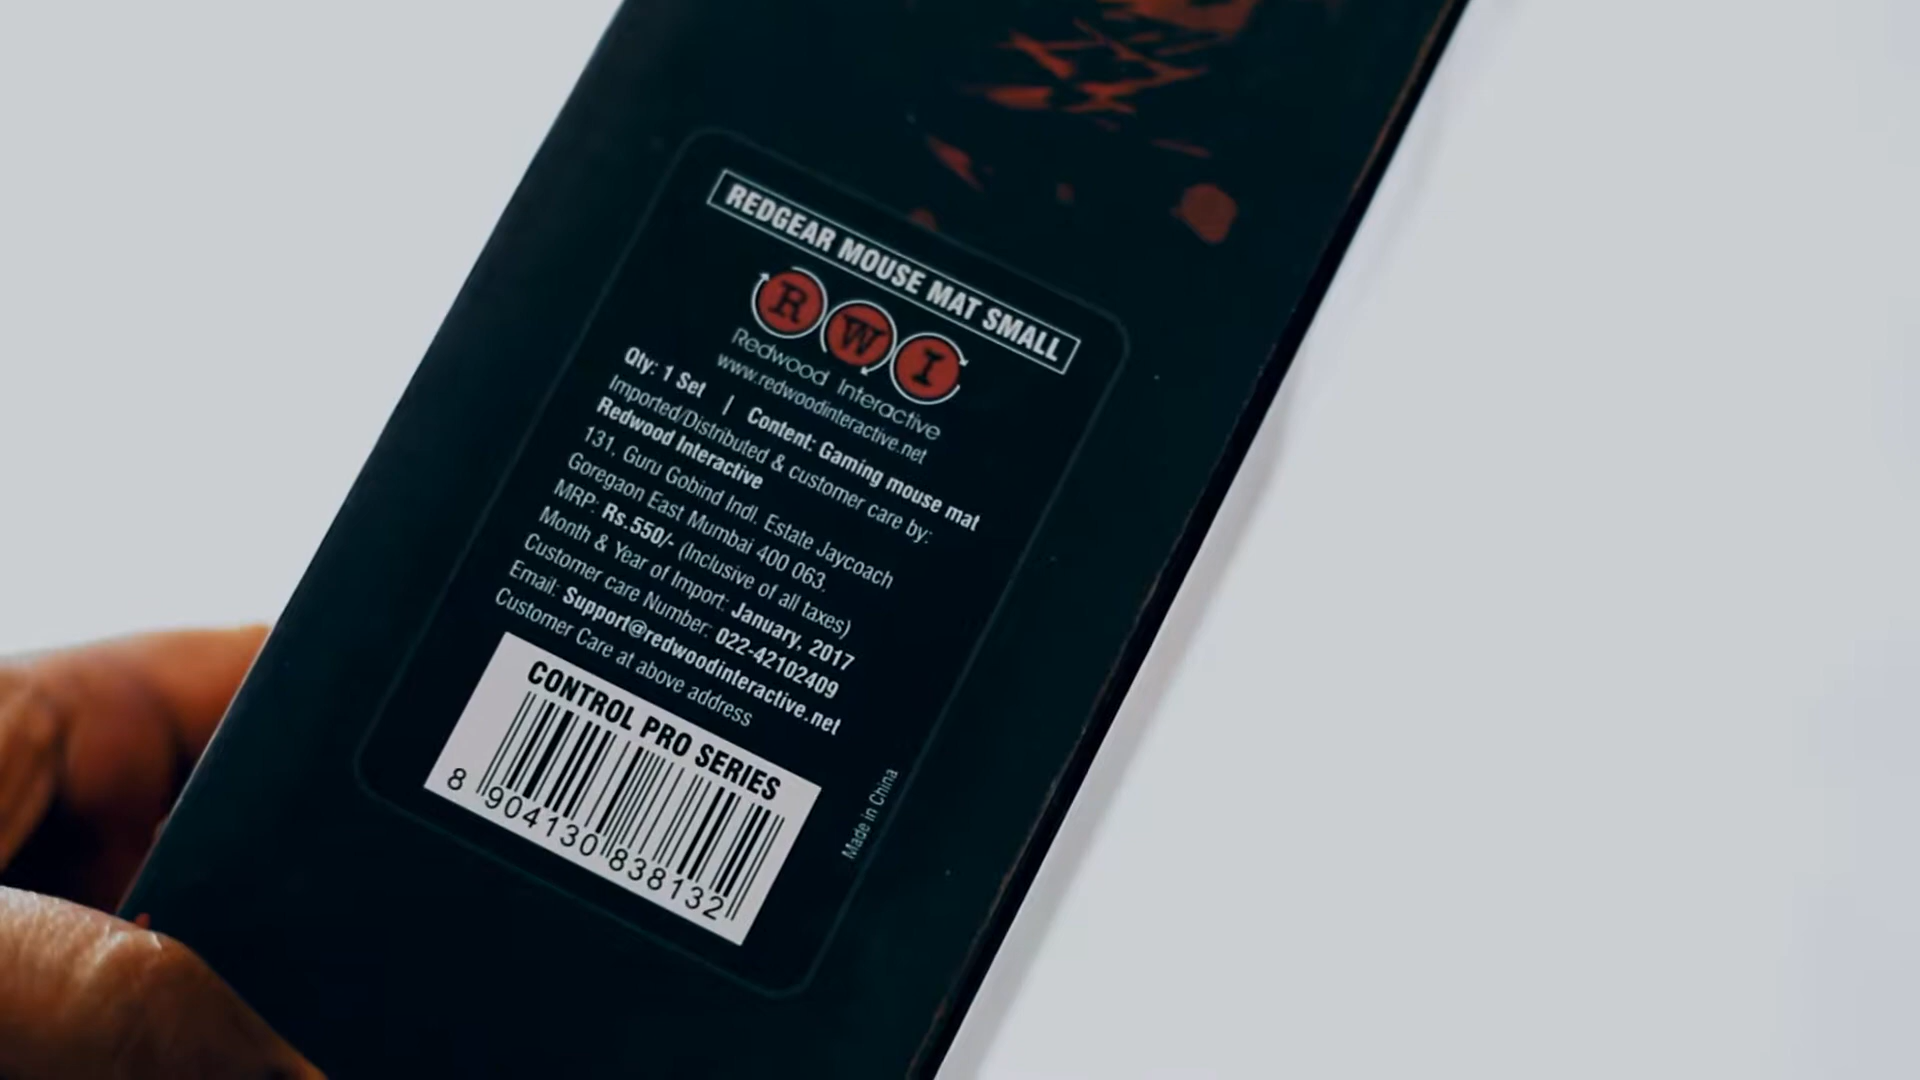 REDGEAR MOUSE MAT SMALL
R W I
Redwood Interactive
www.redwoodinteractive.net
Qty: 1 Set | Content: Gaming mouse mat
Imported/Distributed & customer care by:
Redwood Interactive
131, Guru Gobind Indl. Estate Jaycoach
Goregaon East Mumbai 400 063.
MRP: Rs.550/- (Inclusive of all taxes)
Month & Year of Import: January, 2017
Customer care Number: 022-42102409
Email: Support@redwoodinteractive.net
Customer Care at above address
CONTROL PRO SERIES
8 904130 838132
Made in China